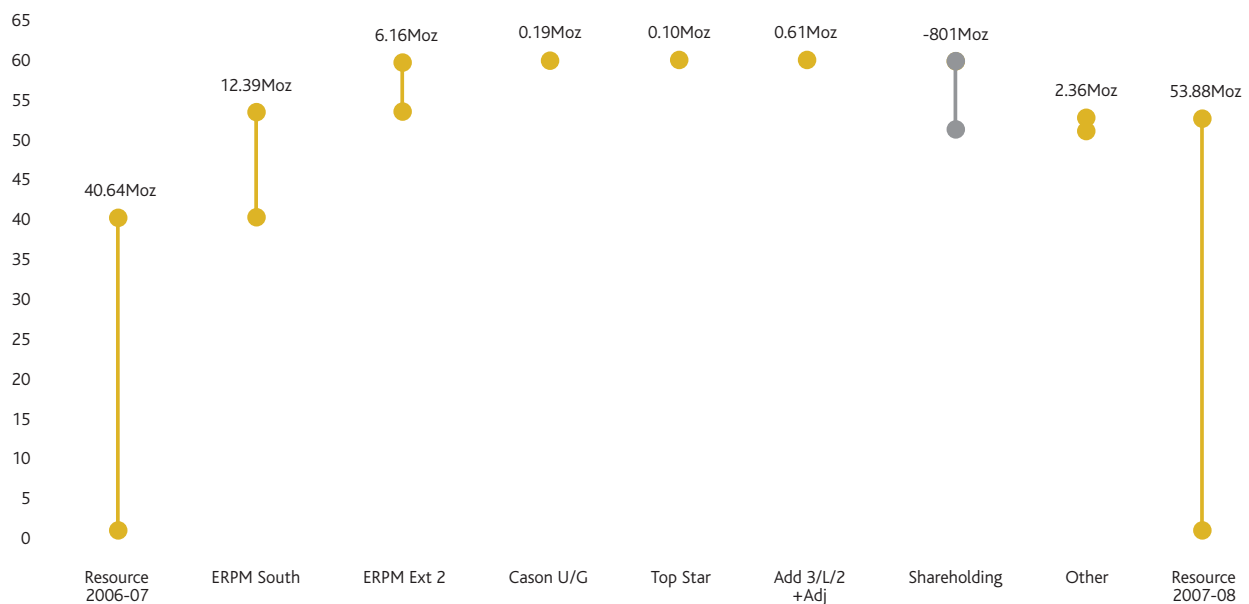 65
60
55
50
45
40
35
30
25
20
15
10
5
0
40.64Moz
12.39Moz
6.16Moz
0.19Moz
0.10Moz
0.61Moz
-801Moz
2.36Moz
53.88Moz
Resource
2006-07
ERPM South
ERPM Ext 2
Cason U/G
Top Star
Add 3/L/2
+Adj
Shareholding
Other
Resource
2007-08